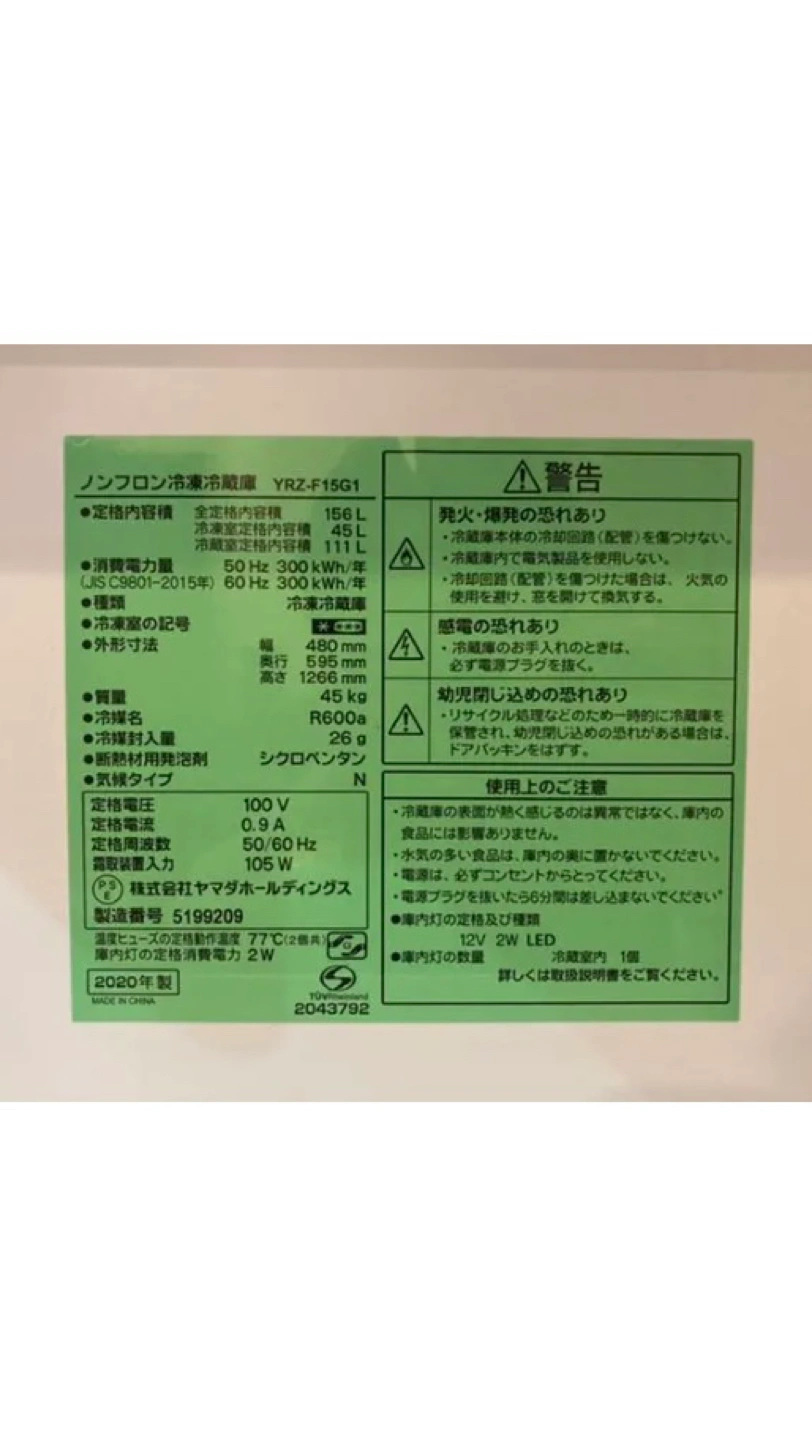 ノンフロン冷凍冷蔵庫 YRZ-F15G1
●定格内容積 全定格内容積 156 L
冷凍室定格内容積 45 L
冷蔵室定格内容積 111 L
●消費電力量 50 Hz 300 kWh/年
(JIS C9801-2015年) 60 Hz 300 kWh/年
●種類 冷凍冷蔵庫
●冷凍室の記号
●外形寸法 幅 480 mm
奥行 595 mm
高さ 1266 mm
●質量 45 kg
●冷媒名 R600a
●冷媒封入量 26 g
●断熱材用発泡剤 シクロペンタン
●気候タイプ N
定格電圧 100 V
定格電流 0.9 A
定格周波数 50/60 Hz
霜取装置入力 105 W
PSE 株式会社ヤマダホールディングス
製造番号 5199209
温度ヒューズの定格動作温度 77℃(2個共)
庫内灯の定格消費電力 2 W
2020年製
MADE IN CHINA
TÜVRheinland
2043792
警告
発火・爆発の恐れあり
・冷蔵庫本体の冷却回路(配管)を傷つけない。
・冷蔵庫内で電気製品を使用しない。
・冷却回路(配管)を傷つけた場合は、火気の
使用を避け、窓を開けて換気する。
感電の恐れあり
・冷蔵庫のお手入れのときは、
必ず電源プラグを抜く。
幼児閉じ込めの恐れあり
・リサイクル処理などのため一時的に冷蔵庫を
保管され、幼児閉じ込めの恐れがある場合は、
ドアパッキンをはずす。
使用上のご注意
・冷蔵庫の表面が熱く感じるのは異常ではなく、庫内の
食品には影響ありません。
・水気の多い食品は、庫内の奥に置かないでください。
・電源は、必ずコンセントからとってください。
・電源プラグを抜いたら6分間は差し込まないでください。
●庫内灯の定格及び種類
12V 2W LED
●庫内灯の数量 冷蔵室内 1個
詳しくは取扱説明書をご覧ください。